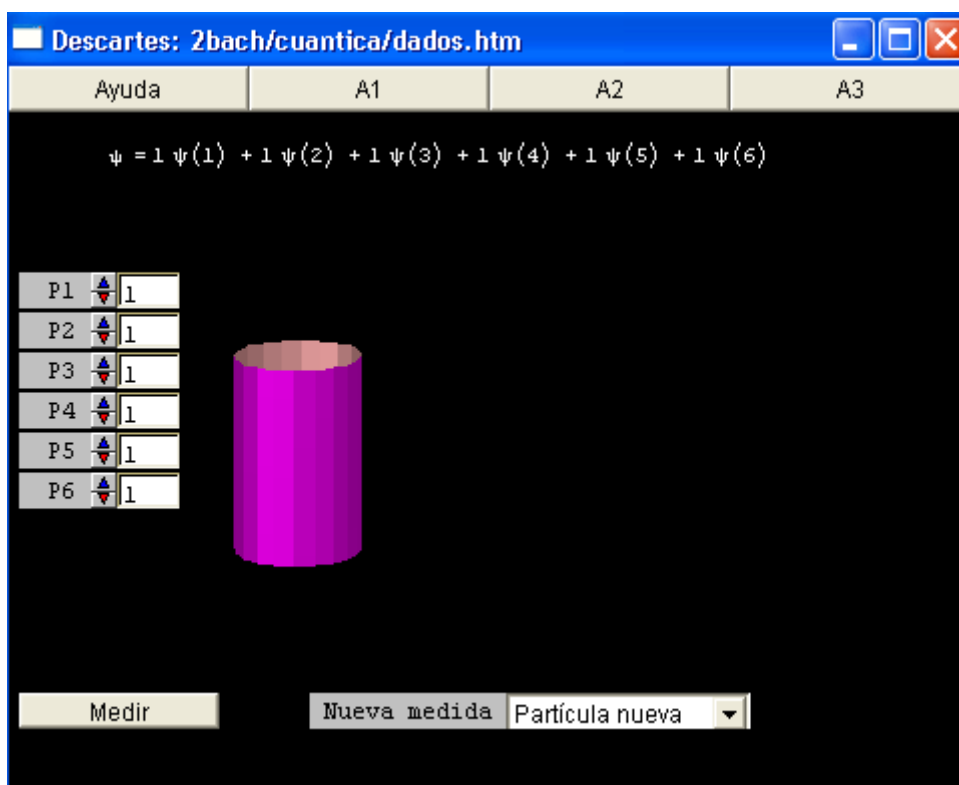 Descartes: 2bach/cuantica/dados.htm
Ayuda A1 A2 A3
ψ = 1 ψ(1) + 1 ψ(2) + 1 ψ(3) + 1 ψ(4) + 1 ψ(5) + 1 ψ(6)
P1 1
P2 1
P3 1
P4 1
P5 1
P6 1
Medir Nueva medida Partícula nueva